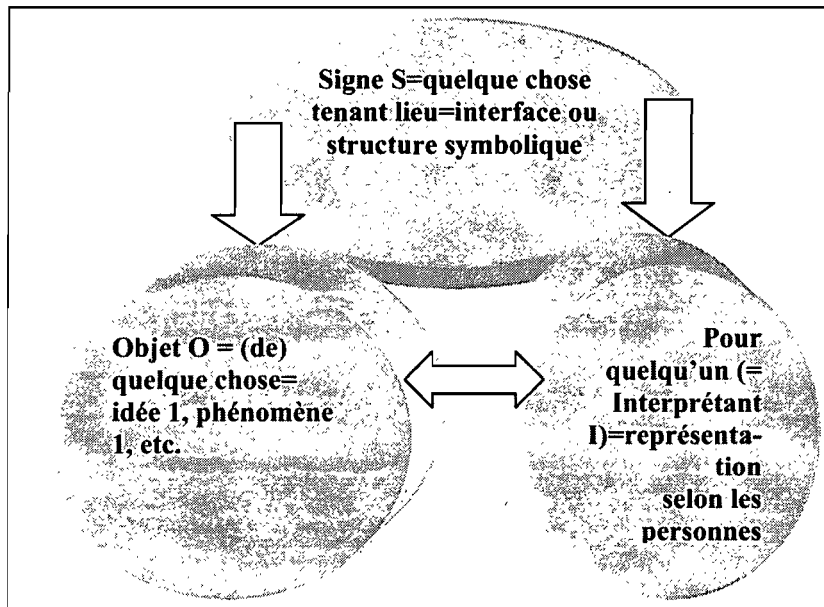 Signe S=quelque chose
tenant lieu=interface ou
structure symbolique
Objet O = (de)
quelque chose=
idée 1, phénomène
1, etc.
Pour
quelqu'un (=
Interprétant
I)=représenta-
tion
selon les
personnes